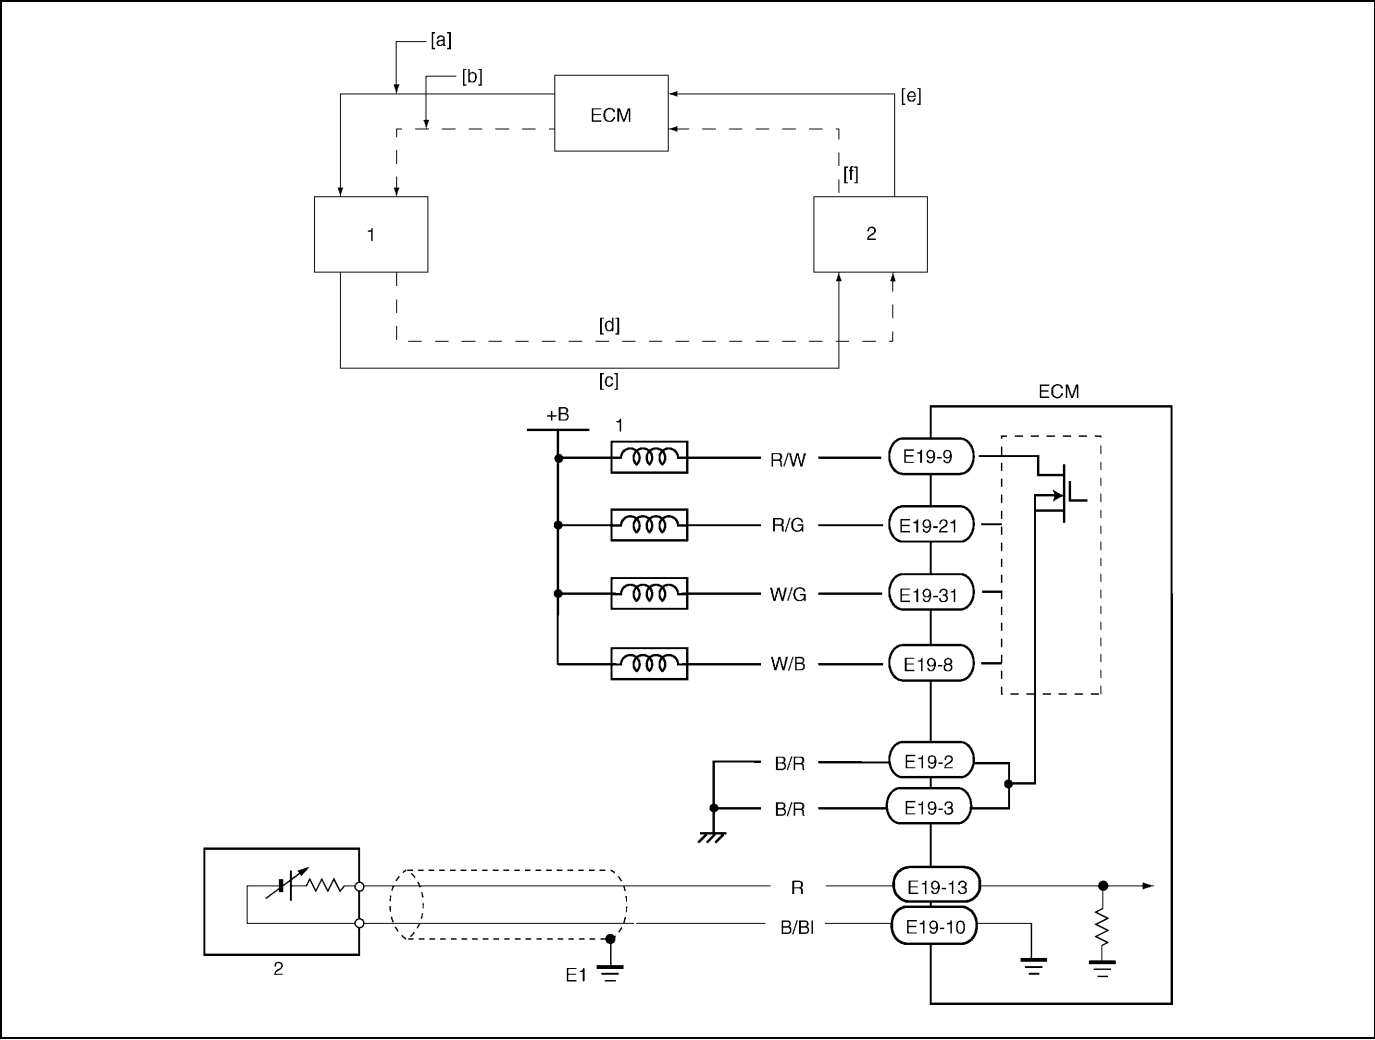 [a]
[b]
ECM
[e]
[f]
1
2
[d]
[c]
ECM
+B
1
R/W
E19-9
R/G
E19-21
W/G
E19-31
W/B
E19-8
B/R
E19-2
B/R
E19-3
R
E19-13
B/Bl
E19-10
2
E1